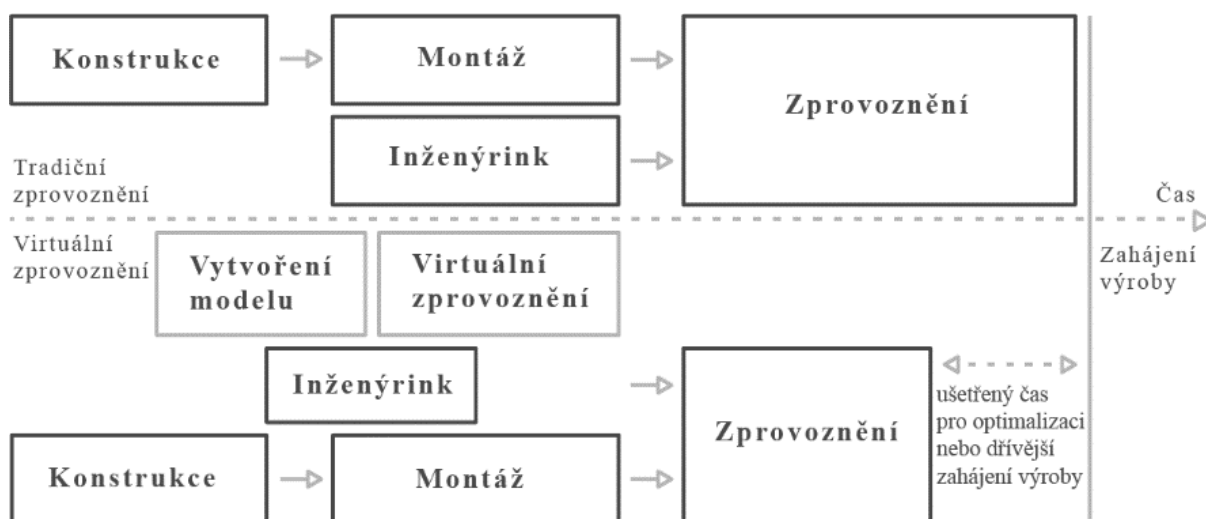 Konstrukce
Montáž
Zprovoznění
Inženýrink
Tradiční
zprovoznění
Čas
Virtuální
zprovoznění
Vytvoření
modelu
Virtuální
zprovoznění
Zahájení
výroby
Inženýrink
Zprovoznění
ušetřený čas
pro optimalizaci
nebo dřívější
zahájení výroby
Konstrukce
Montáž